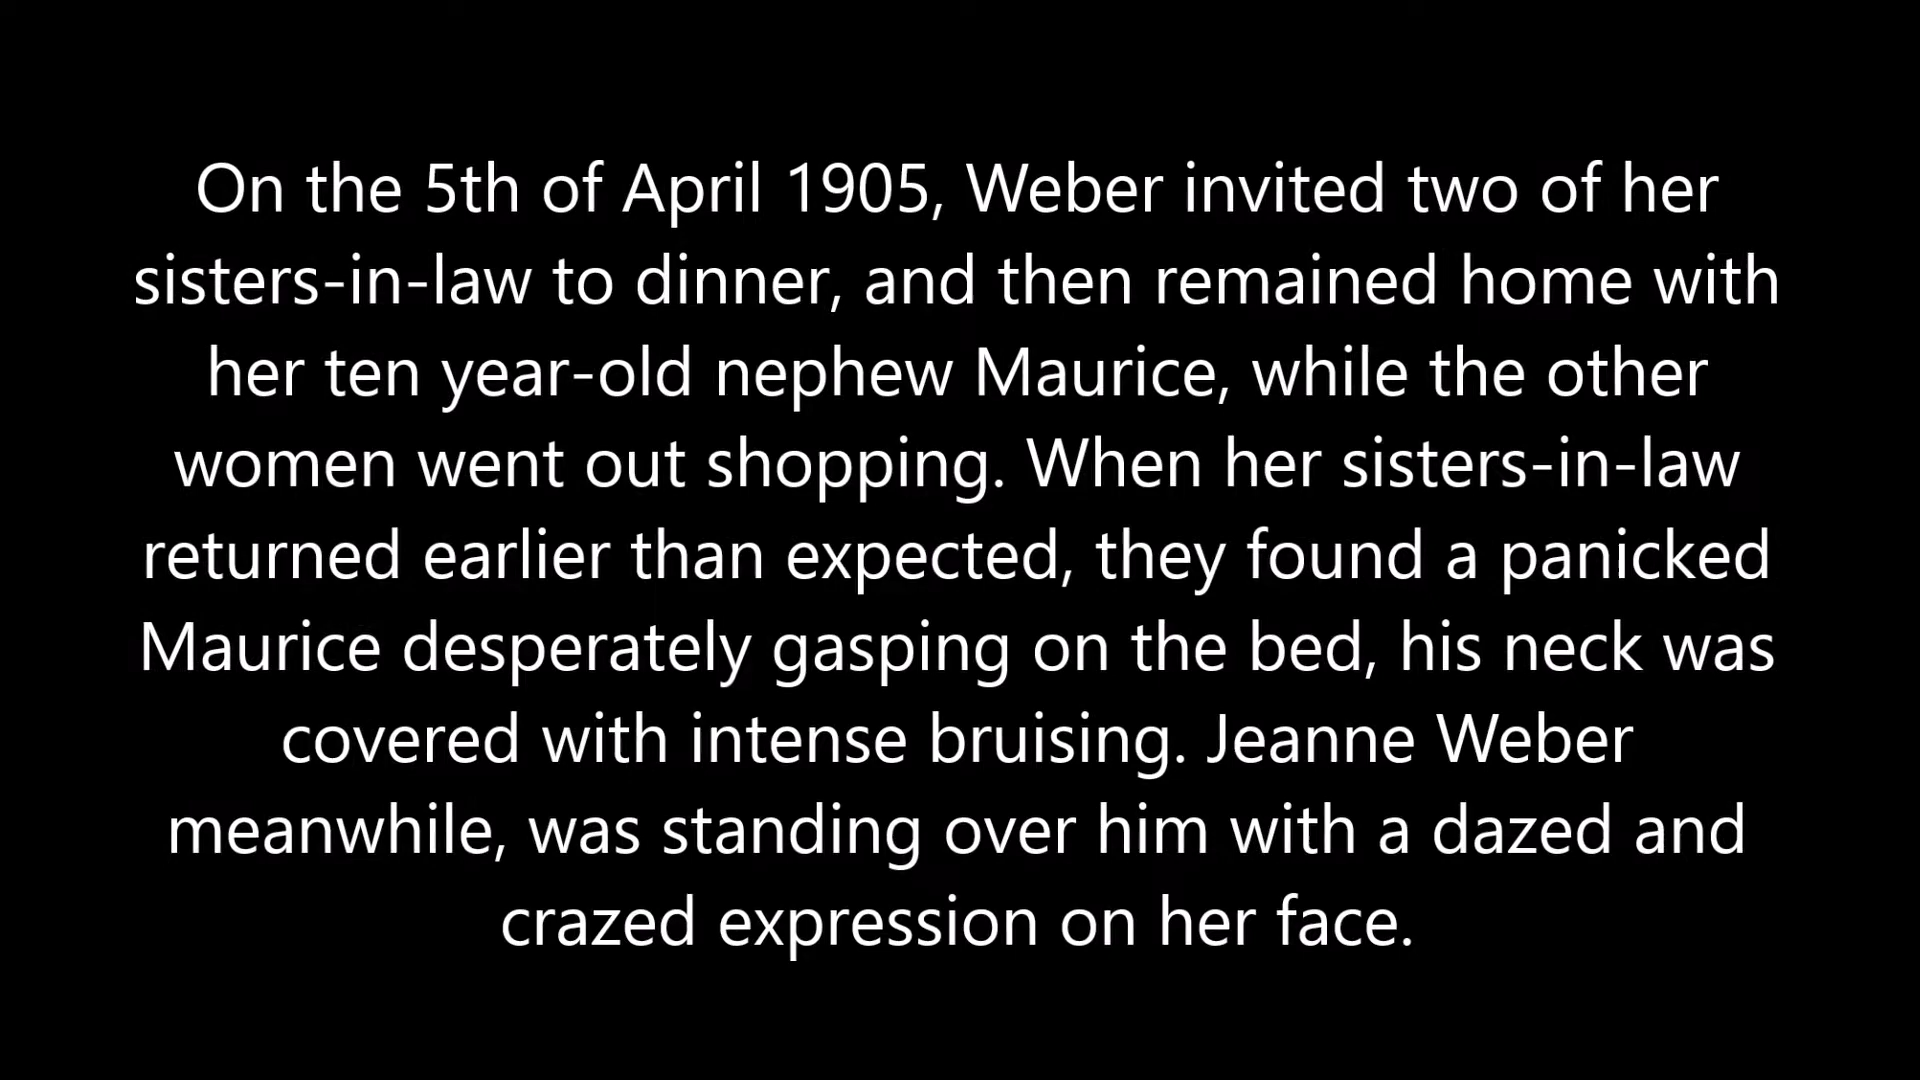 On the 5th of April 1905, Weber invited two of her
sisters-in-law to dinner, and then remained home with
her ten year-old nephew Maurice, while the other
women went out shopping. When her sisters-in-law
returned earlier than expected, they found a panicked
Maurice desperately gasping on the bed, his neck was
covered with intense bruising. Jeanne Weber
meanwhile, was standing over him with a dazed and
crazed expression on her face.